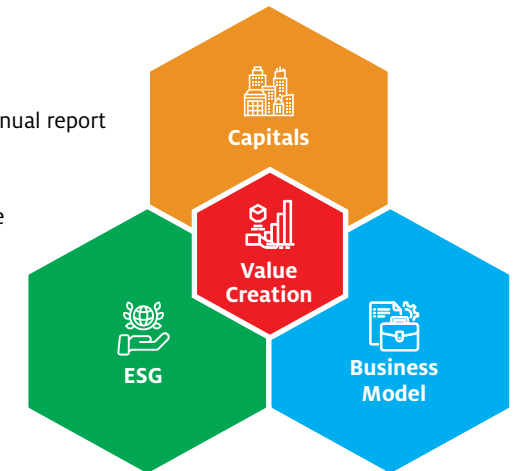 nual report
Capitals
e
Value
Creation
ESG
Business
Model